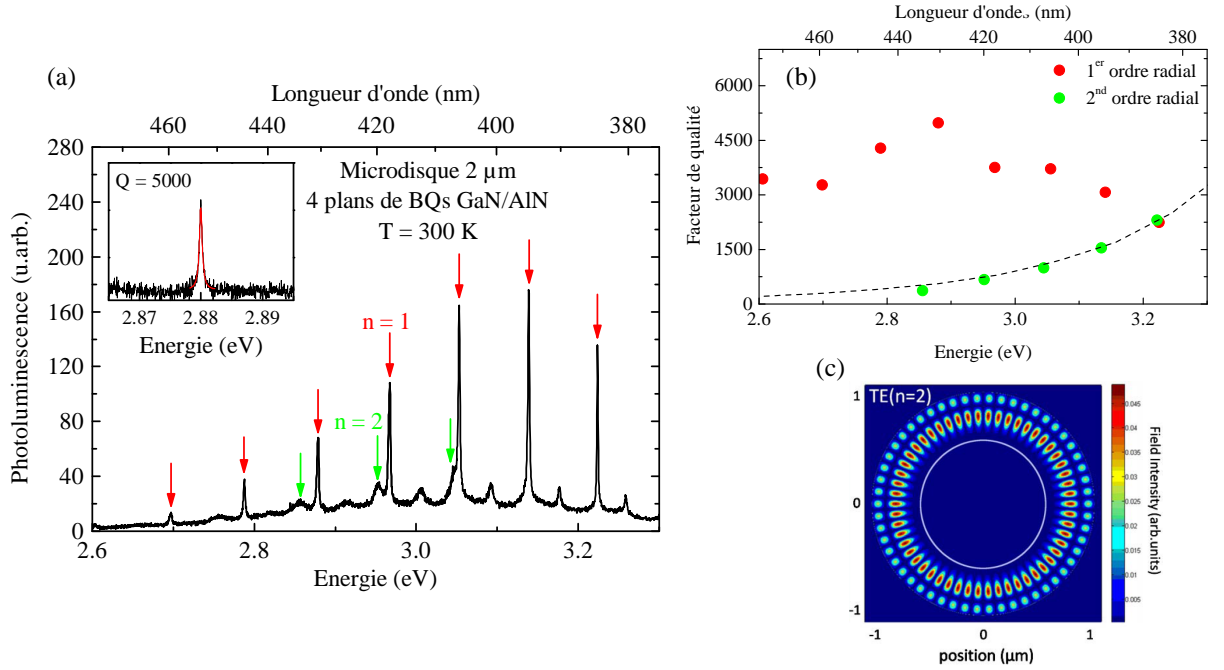 (a)
Longueur d'onde (nm)
460 440 420 400 380
280
240
200
160
120
80
40
0
Photoluminescence (u.arb.)
Q = 5000
2.87 2.88 2.89
Energie (eV)
Microdisque 2 µm
4 plans de BQs GaN/AlN
T = 300 K
n = 1
n = 2
2.6 2.8 3.0 3.2
Energie (eV)
Longueur d'onde (nm)
460 440 420 400 380
(b)
1er ordre radial
2nd ordre radial
6000
4500
3000
1500
0
Facteur de qualité
2.6 2.8 3.0 3.2
Energie (eV)
(c)
TE(n=2)
1
0
-1
-1 0 1
position (µm)
0.045
0.04
0.035
0.03
0.025
0.02
0.015
0.01
0.005
Field Intensity (arb.units)